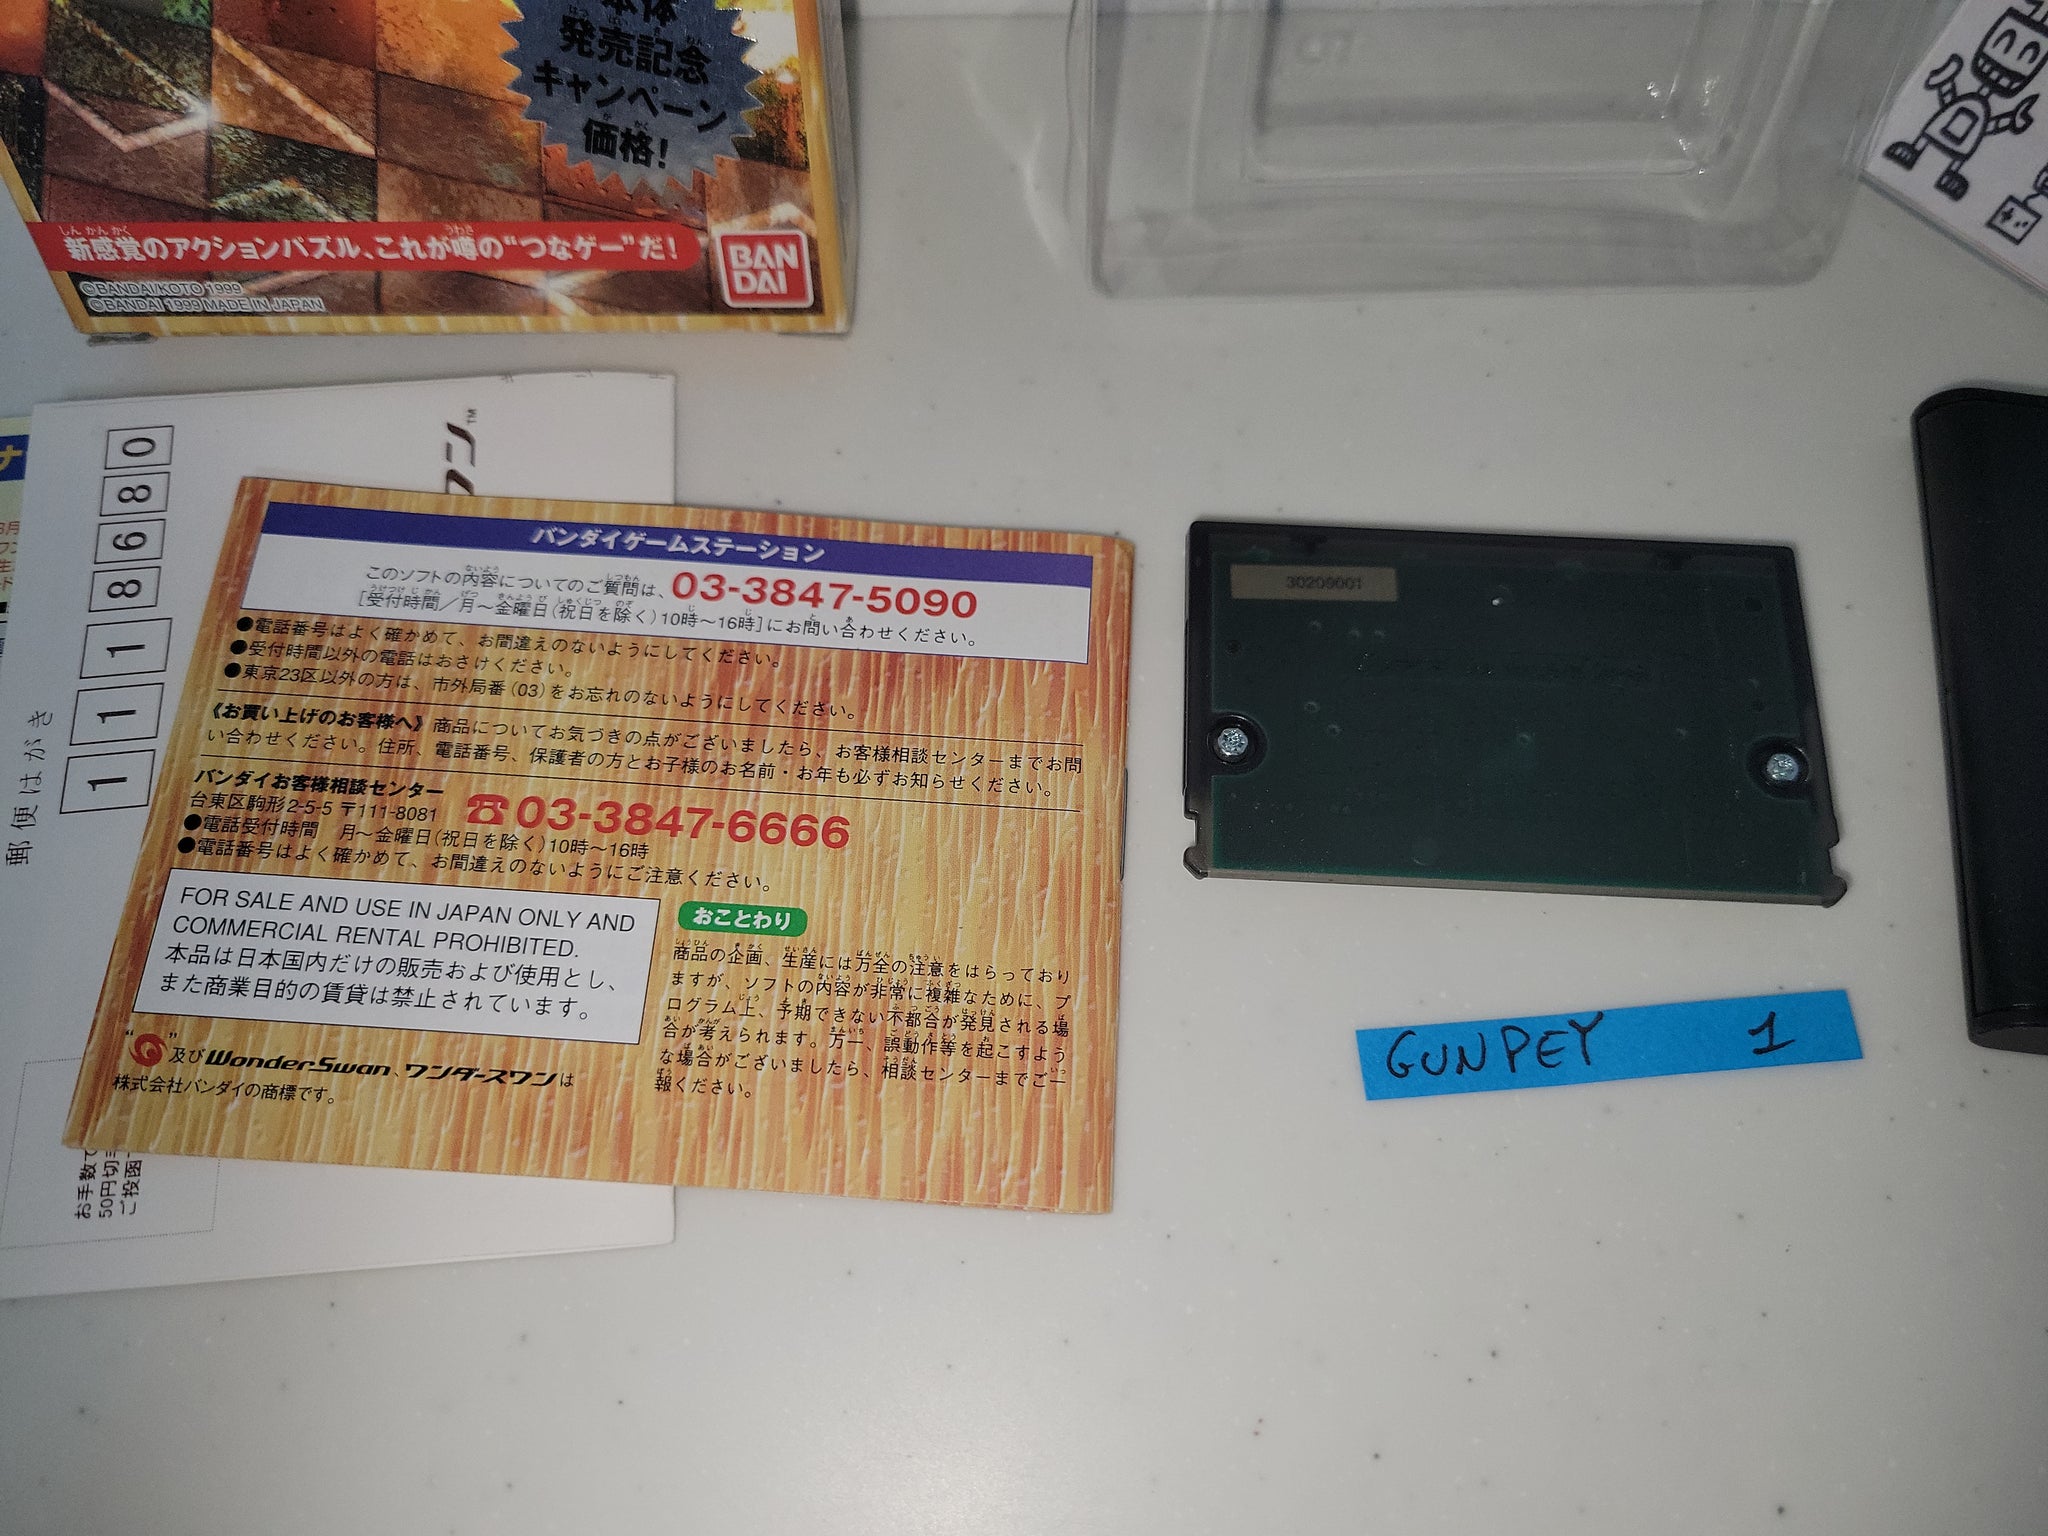 本体
発売記念
キャンペーン
価格!
新感覚のアクションパズル、これが噂の"つなゲー"だ!
©BANDAI/KOTO 1999
©BANDAI 1999 MADE IN JAPAN
BAN
DAI
郵便はがき
1118680
バンダイゲームステーション
このソフトの内容についてのご質問は、03-3847-5090
[受付時間/月〜金曜日(祝日を除く)10時〜16時]にお問い合わせください。
●電話番号はよく確かめて、お間違えのないようにしてください。
●受付時間以外の電話はおさけください。
●東京23区以外の方は、市外局番(03)をお忘れのないようにしてください。
《お買い上げのお客様へ》商品についてお気づきの点がございましたら、お客様相談センターまでお問
い合わせください。住所、電話番号、保護者の方とお子様のお名前・お年も必ずお知らせください。
バンダイお客様相談センター
台東区駒形2-5-5 〒111-8081
☎03-3847-6666
●電話受付時間 月〜金曜日(祝日を除く)10時〜16時
●電話番号はよく確かめて、お間違えのないようにご注意ください。
FOR SALE AND USE IN JAPAN ONLY AND
COMMERCIAL RENTAL PROHIBITED.
本品は日本国内だけの販売および使用とし、
また商業目的の賃貸は禁止されています。
" "及びWonderSwan、ワンダースワンは
株式会社バンダイの商標です。
おことわり
商品の企画、生産には万全の注意をはらっており
ますが、ソフトの内容が非常に複雑なために、プ
ログラム上、予期できない不都合が発見される場
合が考えられます。万一、誤動作等を起こすよう
な場合がございましたら、相談センターまでご一
報ください。
お手数で
50円切手
ご投函
30209001
GUNPEY 1
D